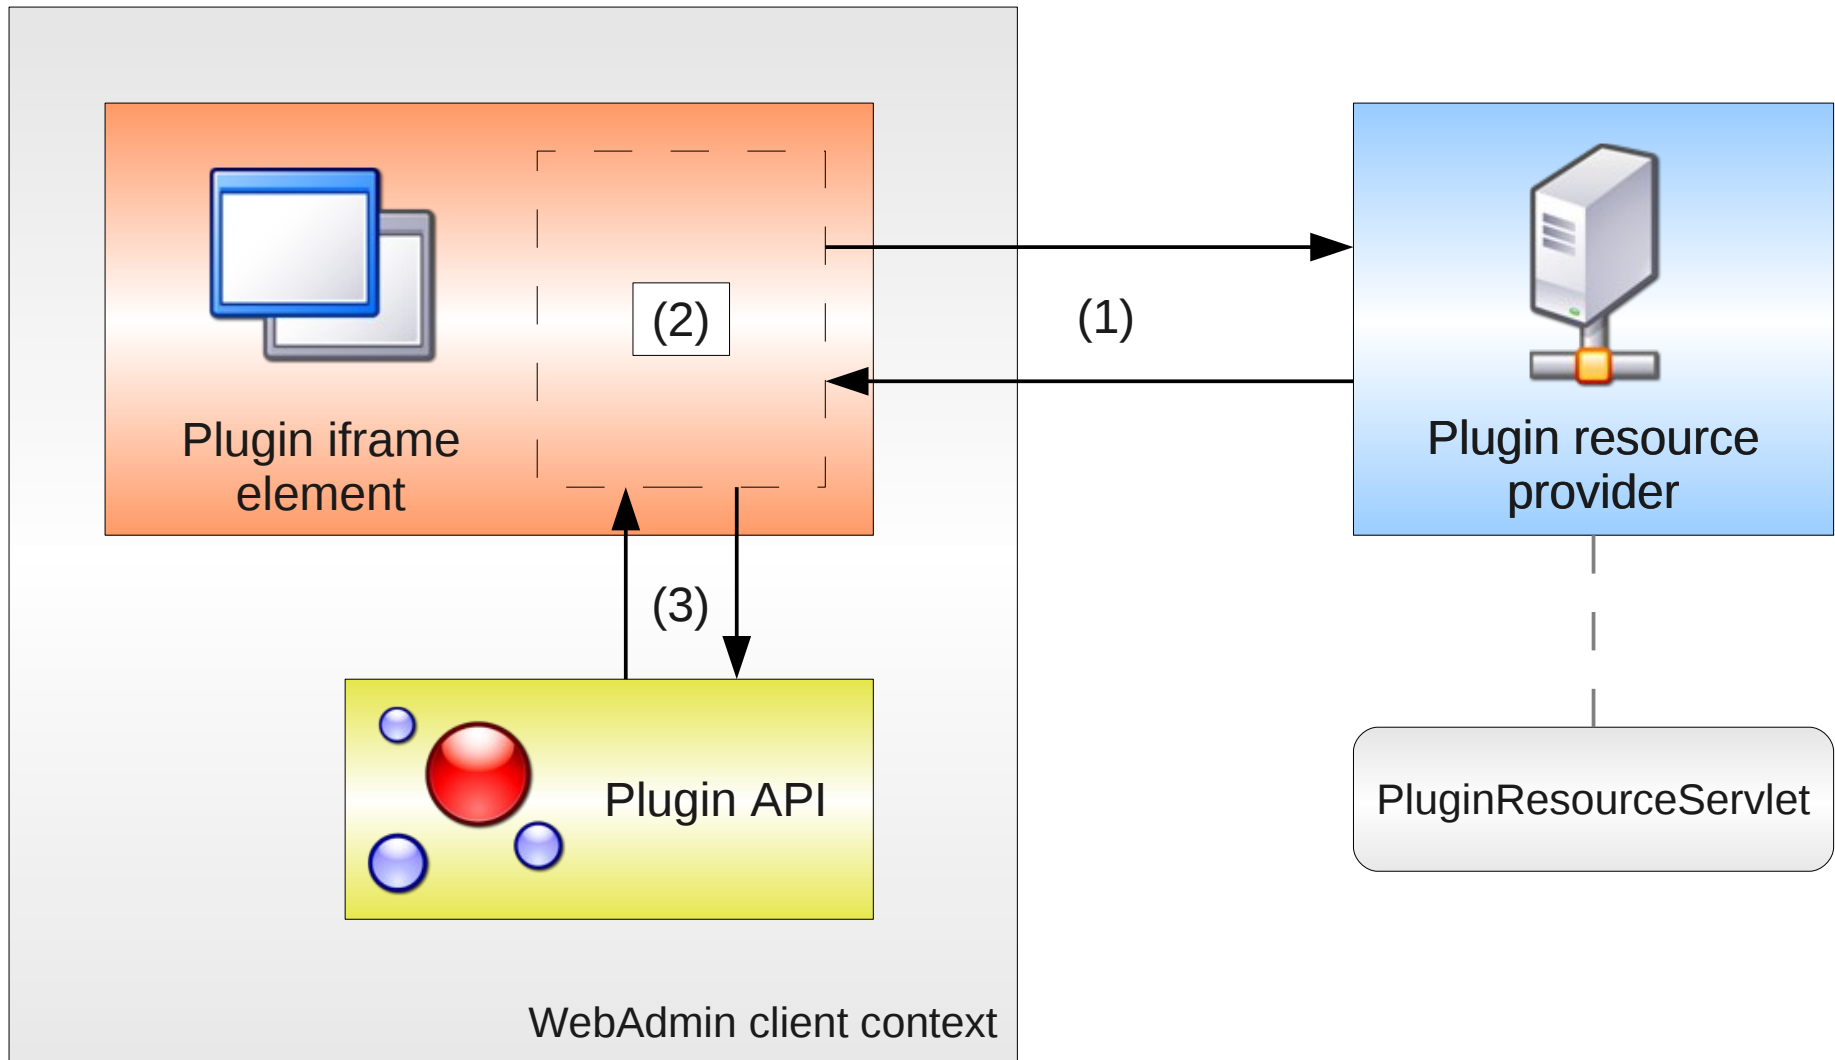 (2)
(1)
Plugin iframe
element
Plugin resource
provider
(3)
Plugin API
PluginResourceServlet
WebAdmin client context